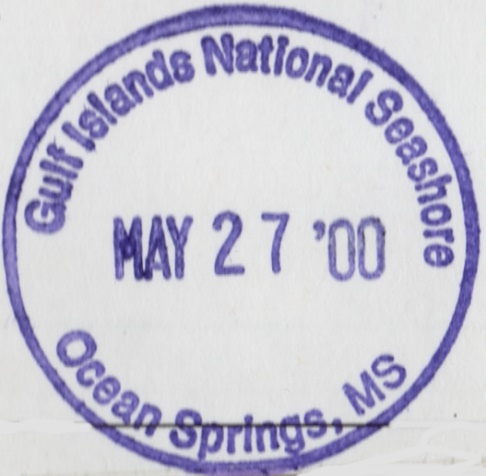 Gulf Islands National Seashore
MAY 27 '00
Ocean Springs, MS